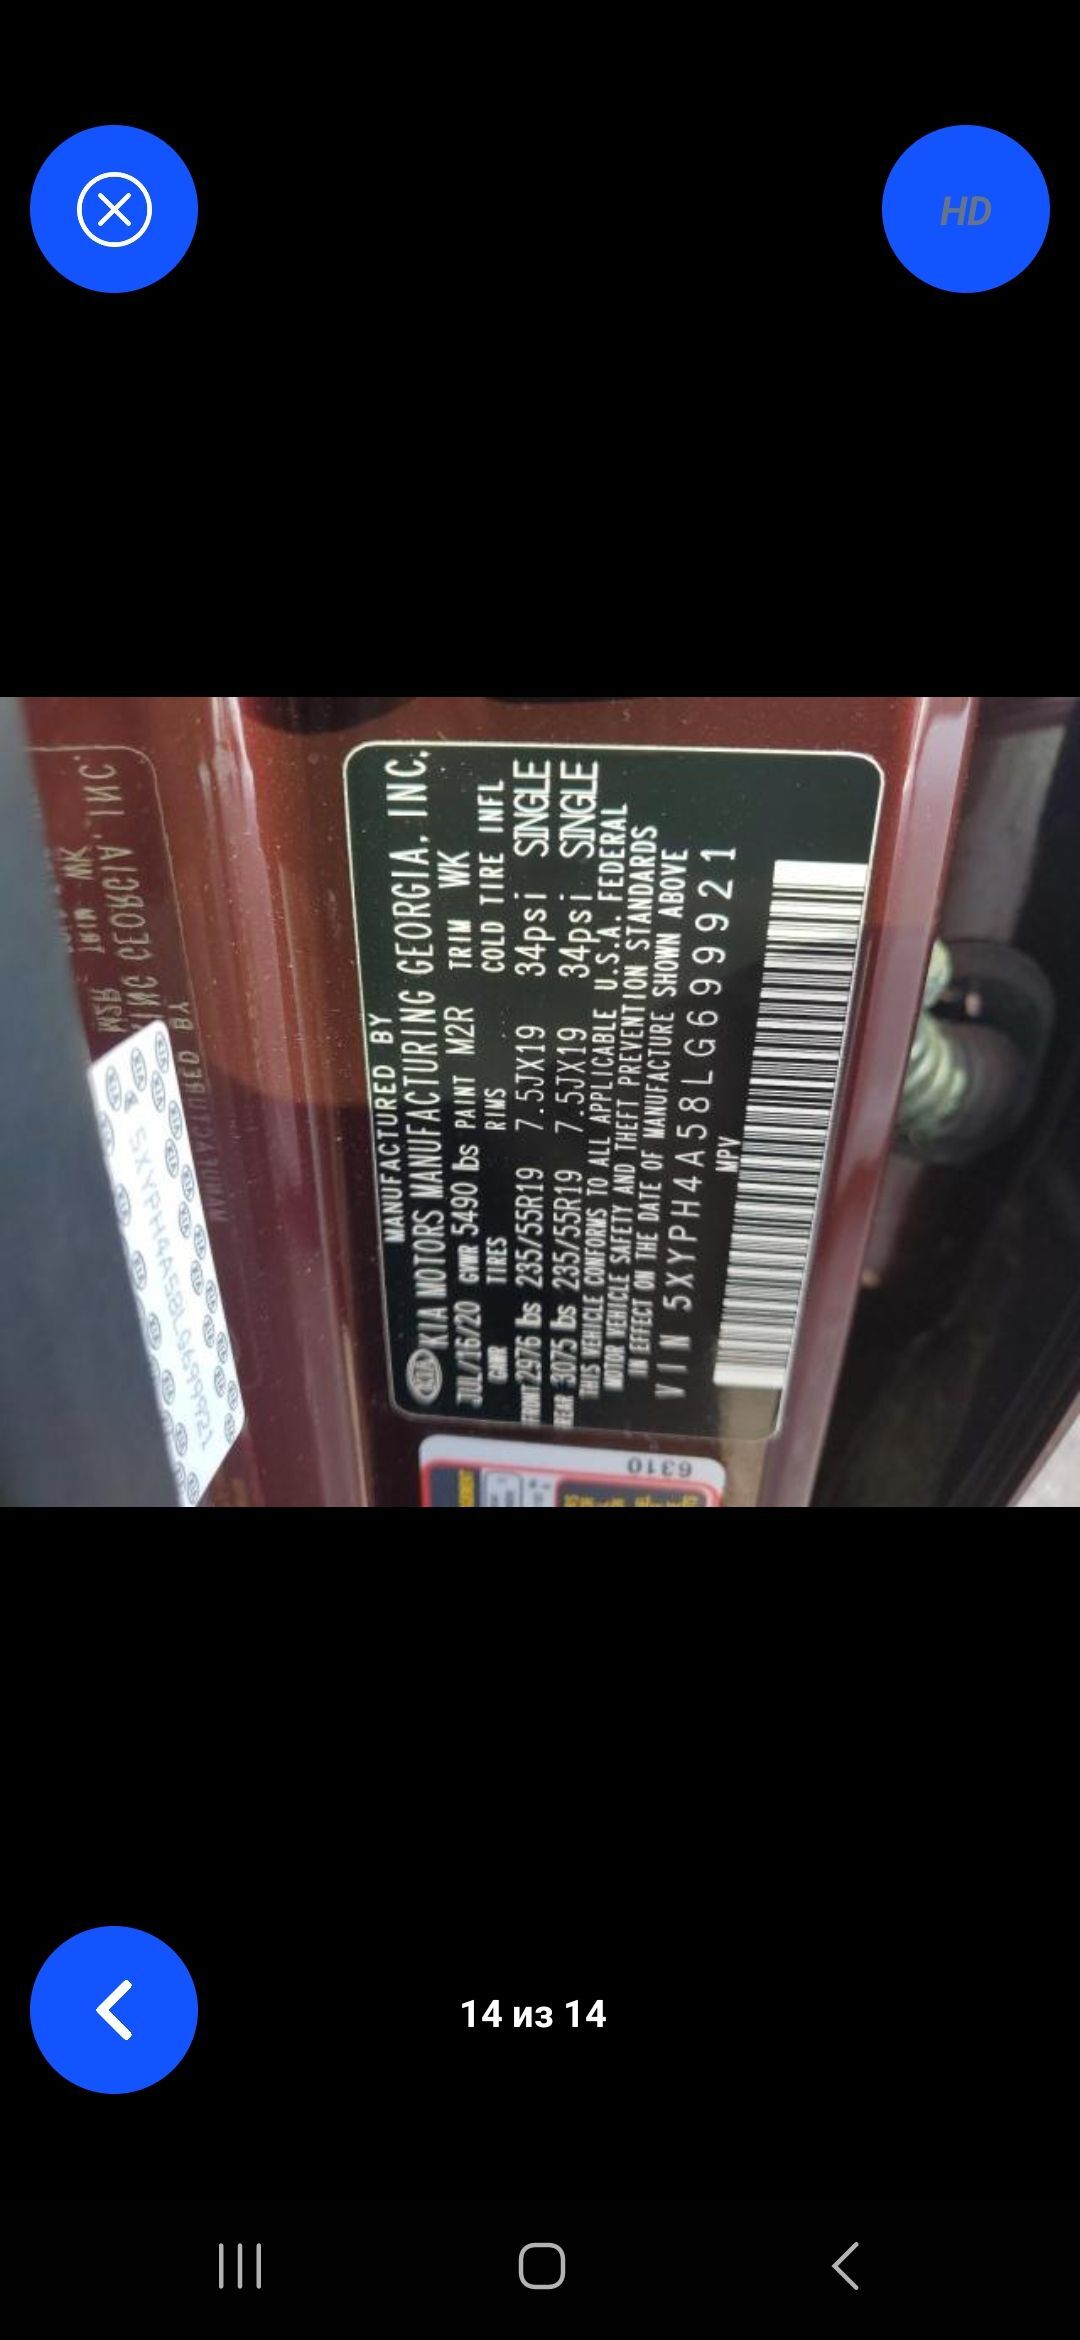 HD
MANUFACTURED BY
KIA KIA MOTORS MANUFACTURING GEORGIA, INC.
JUL/16/20 GVWR 5490 lbs PAINT M2R TRIM WK
GAWR TIRES RIMS COLD TIRE INFL
FRONT 2976 lbs 235/55R19 7.5JX19 34psi SINGLE
REAR 3075 lbs 235/55R19 7.5JX19 34psi SINGLE
THIS VEHICLE CONFORMS TO ALL APPLICABLE U.S.A. FEDERAL
MOTOR VEHICLE SAFETY AND THEFT PREVENTION STANDARDS
IN EFFECT ON THE DATE OF MANUFACTURE SHOWN ABOVE
VIN 5XYPH4A58LG699921
MPV
5XYPH4A58LG699921
6310
14 из 14